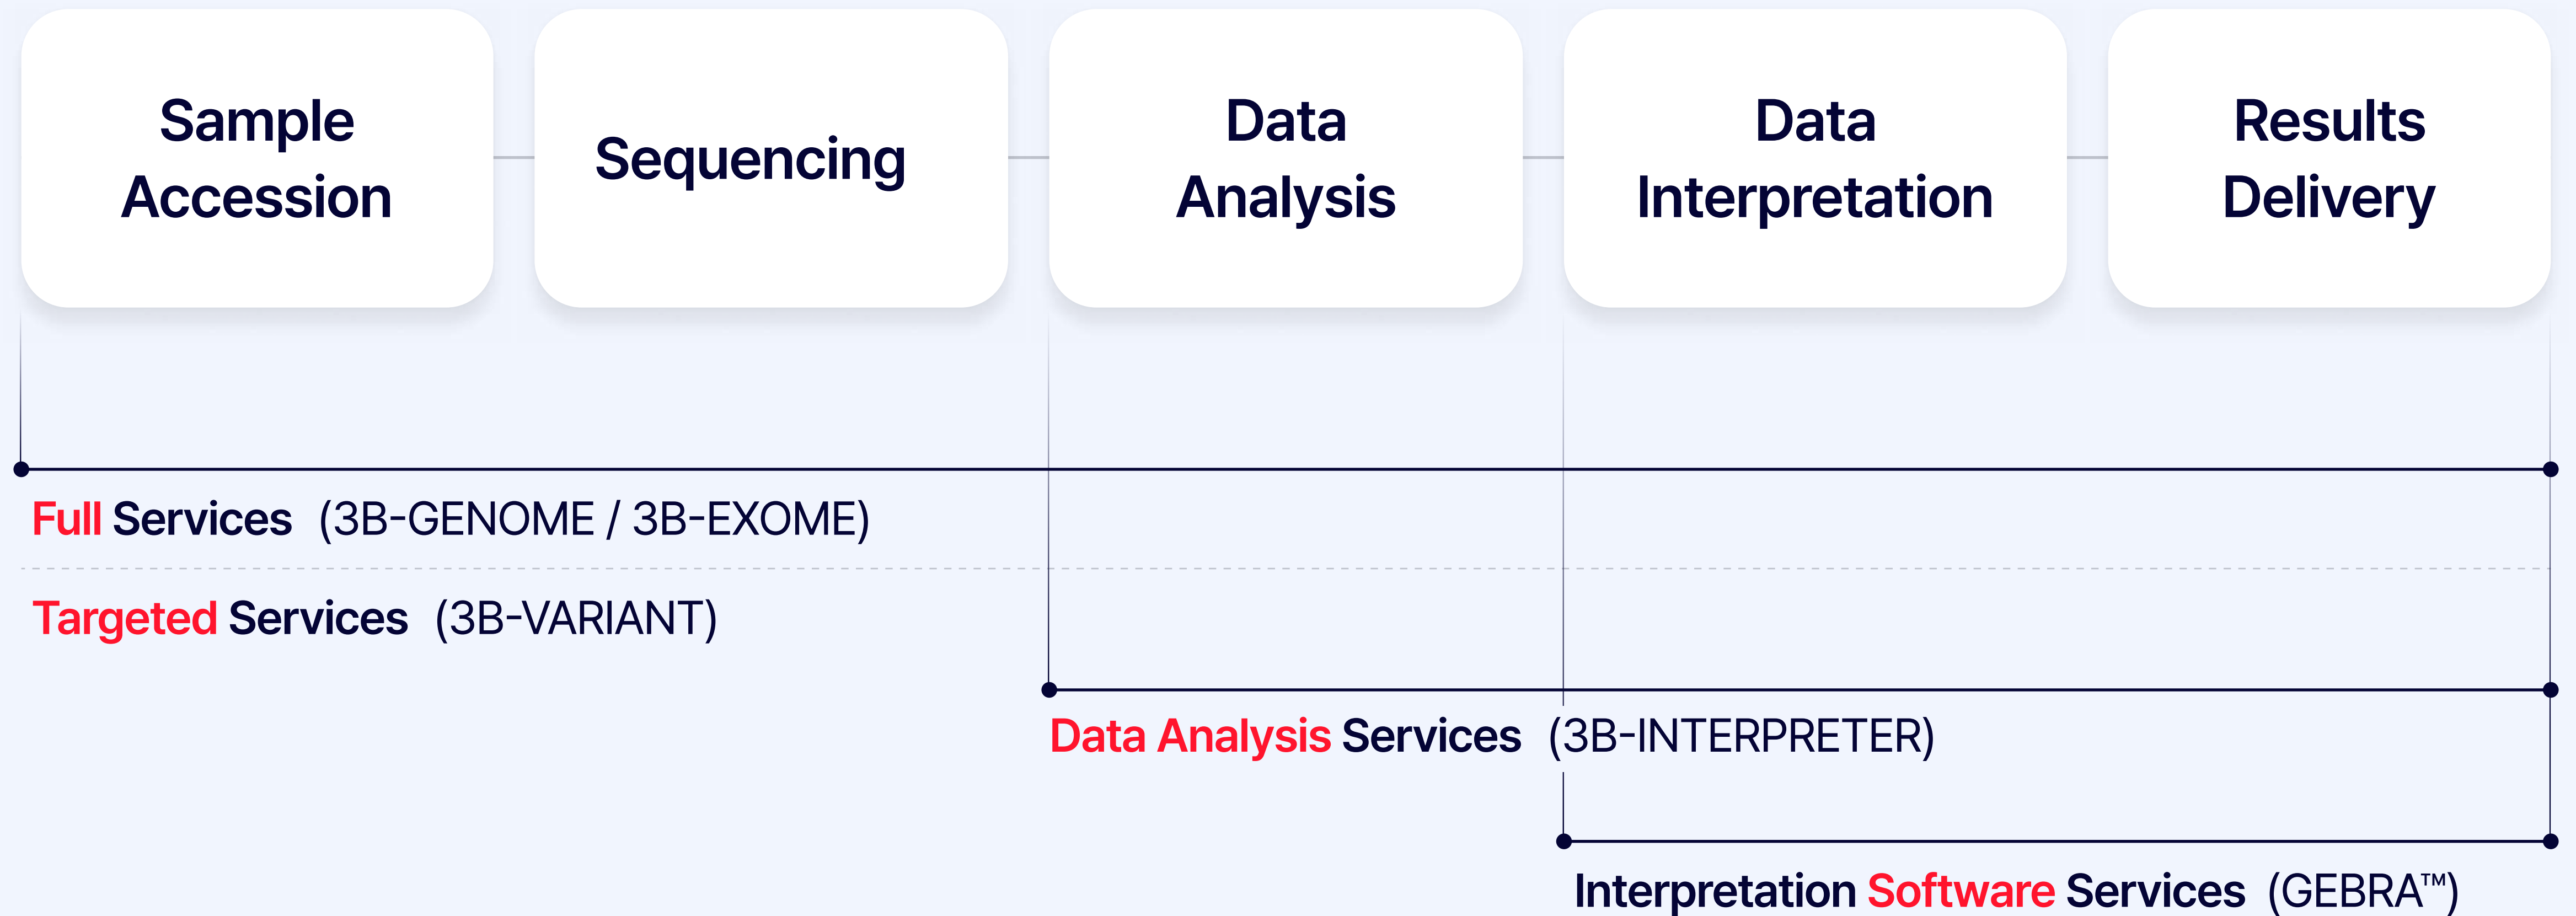 Sample
Accession
Sequencing
Data
Analysis
Data
Interpretation
Results
Delivery
Full Services (3B-GENOME / 3B-EXOME)
Targeted Services (3B-VARIANT)
Data Analysis Services (3B-INTERPRETER)
Interpretation Software Services (GEBRA™)